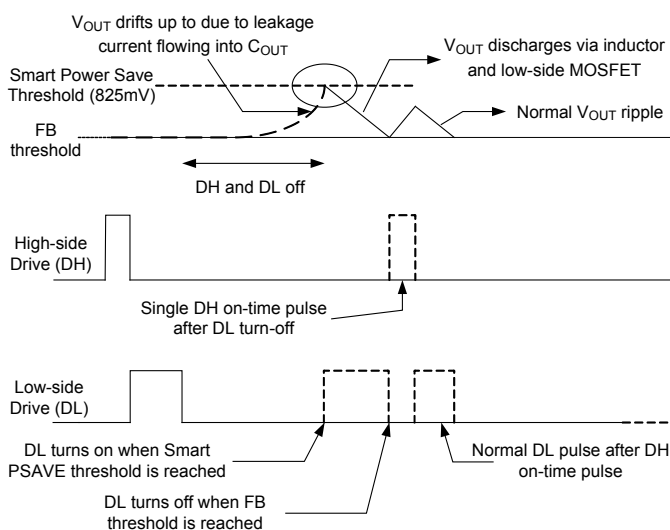 VOUT drifts up to due to leakage
current flowing into COUT
VOUT discharges via inductor
and low-side MOSFET
Smart Power Save
Threshold (825mV)
Normal VOUT ripple
FB
threshold
DH and DL off
High-side
Drive (DH)
Single DH on-time pulse
after DL turn-off
Low-side
Drive (DL)
DL turns on when Smart
PSAVE threshold is reached
Normal DL pulse after DH
on-time pulse
DL turns off when FB
threshold is reached